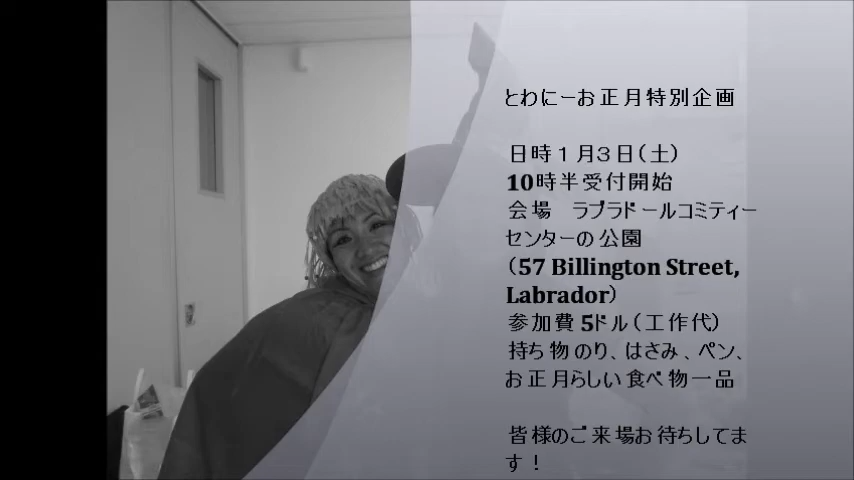 とわにーお正月特別企画
日時１月３日（土）
10時半受付開始
会場　ラブラドールコミティー
センターの公園
（57 Billington Street,
Labrador）
参加費 5ドル（工作代）
持ち物のり、はさみ、ペン、
お正月らしい食べ物一品
皆様のご来場お待ちしてま
す！